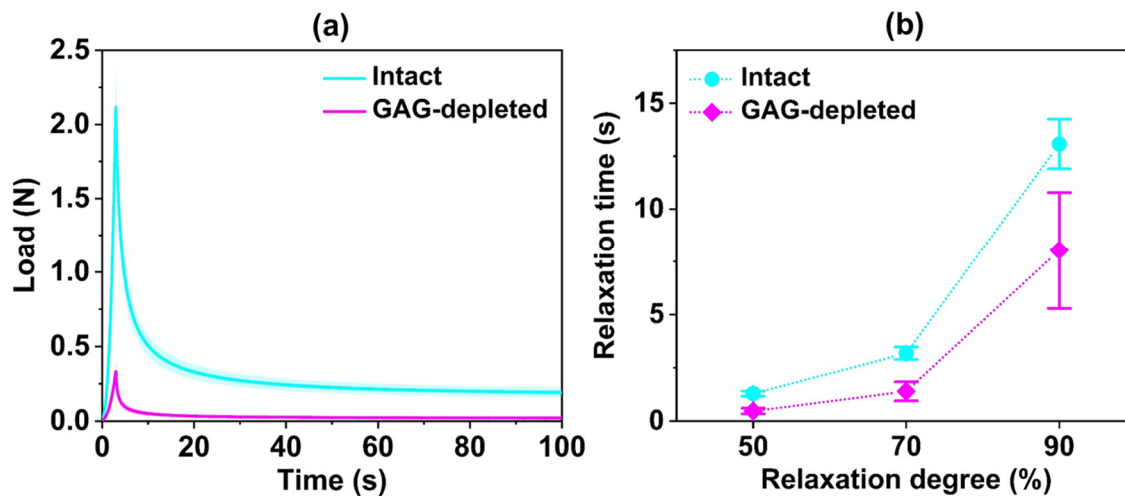 (a)
2.5
2.0
1.5
1.0
0.5
0.0
0
20
40
60
80
100
Load (N)
Time (s)
Intact
GAG-depleted
(b)
15
10
5
0
50
70
90
Relaxation time (s)
Relaxation degree (%)
Intact
GAG-depleted